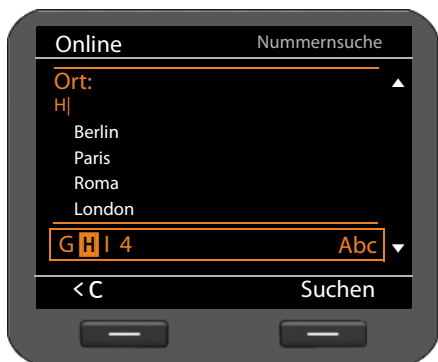 Online Nummernsuche
Ort:
H|
Berlin
Paris
Roma
London
G H I 4 Abc
< C Suchen